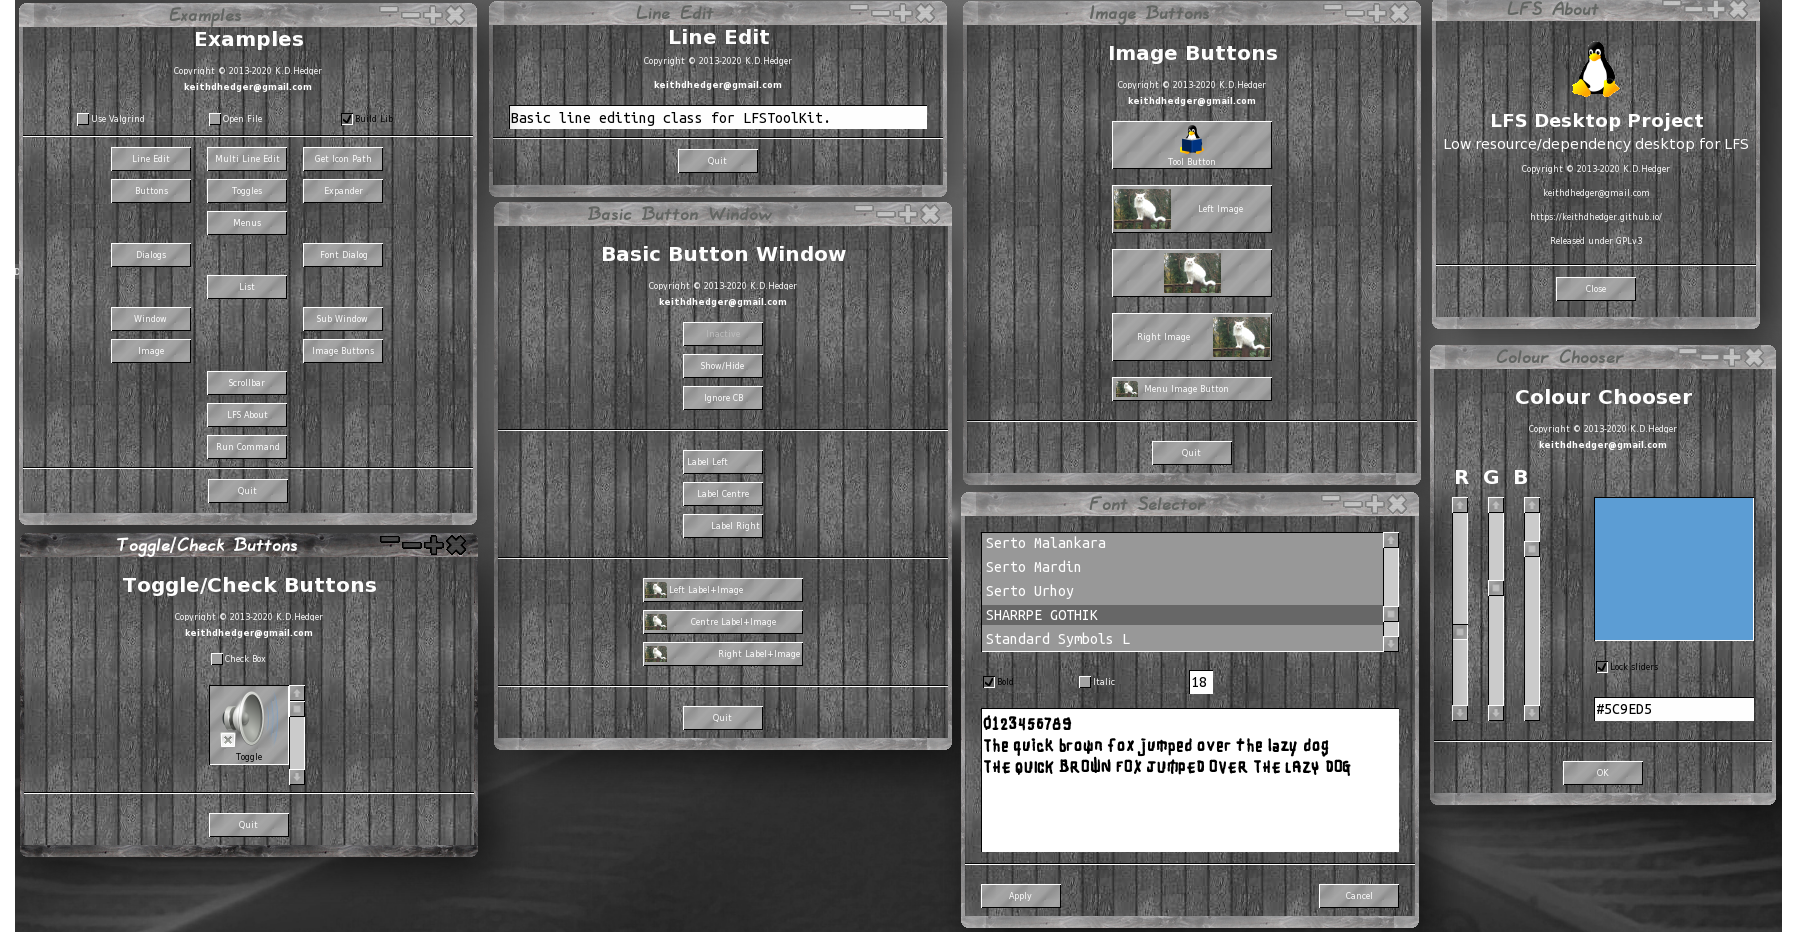 Examples
Examples
Copyright © 2013-2020 K.D.Hedger
keithdhedger@gmail.com
Use Valgrind Open File Build Lib
Line Edit Multi Line Edit Get Icon Path
Buttons Toggles Expander
Menus
Dialogs Font Dialog
List
Window Sub Window
Image Image Buttons
Scrollbar
LFS About
Run Command
Quit
Toggle/Check Buttons
Toggle/Check Buttons
Copyright © 2013-2020 K.D.Hedger
keithdhedger@gmail.com
Check Box
Toggle
Quit
Line Edit
Line Edit
Copyright © 2013-2020 K.D.Hedger
keithdhedger@gmail.com
Basic line editing class for LFSToolKit.
Quit
Basic Button Window
Basic Button Window
Copyright © 2013-2020 K.D.Hedger
keithdhedger@gmail.com
Inactive
Show/Hide
Ignore CB
Label Left
Label Centre
Label Right
Left Label+Image
Centre Label+Image
Right Label+Image
Quit
Image Buttons
Image Buttons
Copyright © 2013-2020 K.D.Hedger
keithdhedger@gmail.com
Tool Button
Left Image
Right Image
Menu Image Button
Quit
Font Selector
Serto Malankara
Serto Mardin
Serto Urhoy
SHARRPE GOTHIK
Standard Symbols L
Bold Italic 18
0123456789
The quick brown fox jumped over the lazy dog
THE QUICK BROWN FOX JUMPED OVER THE LAZY DOG
Apply Cancel
LFS About
LFS Desktop Project
Low resource/dependency desktop for LFS
Copyright © 2013-2020 K.D.Hedger
keithdhedger@gmail.com
https://keithdhedger.github.io/
Released under GPLv3
Close
Colour Chooser
Colour Chooser
Copyright © 2013-2020 K.D.Hedger
keithdhedger@gmail.com
R G B
Lock sliders
#5C9ED5
OK